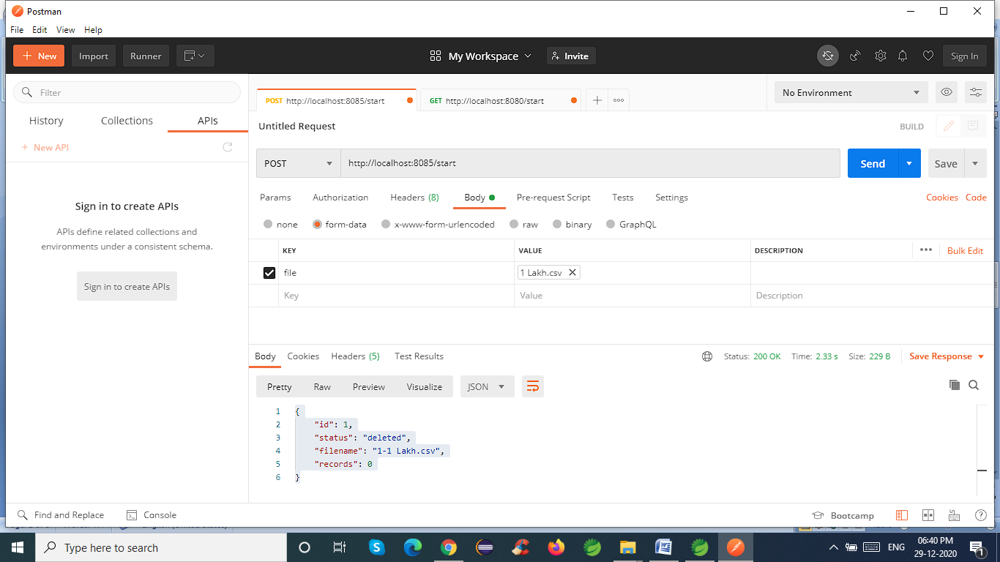 Postman
File Edit View Help
+ New Import Runner My Workspace Invite Sign In
Filter
History Collections APIs
+ New API
Sign in to create APIs
APIs define related collections and
environments under a consistent schema.
Sign in to create APIs
POST http://localhost:8085/start GET http://localhost:8080/start
No Environment
Untitled Request BUILD
POST http://localhost:8085/start Send Save
Params Authorization Headers (8) Body Pre-request Script Tests Settings Cookies Code
none form-data x-www-form-urlencoded raw binary GraphQL
KEY VALUE DESCRIPTION Bulk Edit
file 1 Lakh.csv
Key Value Description
Body Cookies Headers (5) Test Results Status: 200 OK Time: 2.33 s Size: 229 B Save Response
Pretty Raw Preview Visualize JSON
1 {
2 "id": 1,
3 "status": "deleted",
4 "filename": "1-1 Lakh.csv",
5 "records": 0
6 }
Find and Replace Console Bootcamp
Type here to search ENG 06:40 PM
29-12-2020
1